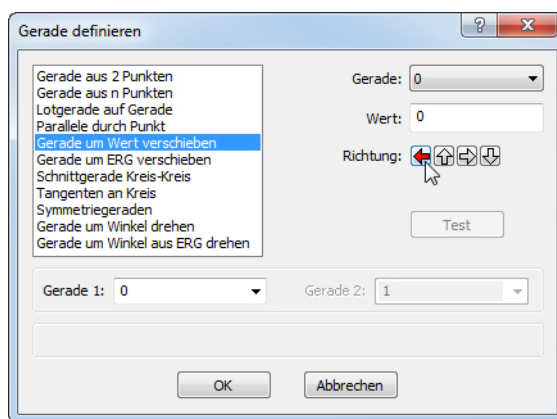 Gerade definieren
Gerade aus 2 Punkten
Gerade aus n Punkten
Lotgerade auf Gerade
Parallele durch Punkt
Gerade um Wert verschieben
Gerade um ERG verschieben
Schnittgerade Kreis-Kreis
Tangenten an Kreis
Symmetriegeraden
Gerade um Winkel drehen
Gerade um Winkel aus ERG drehen
Gerade: 0
Wert: 0
Richtung:
Test
Gerade 1: 0
Gerade 2: 1
OK
Abbrechen